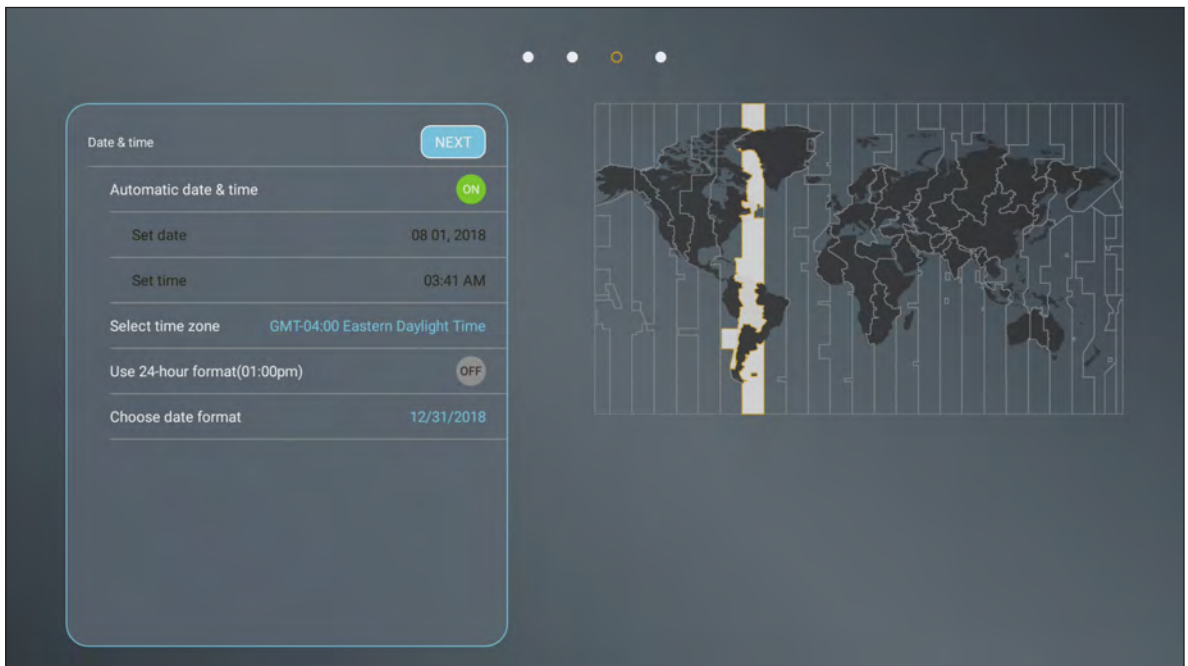 Date & time NEXT
Automatic date & time ON
Set date 08 01, 2018
Set time 03:41 AM
Select time zone GMT-04:00 Eastern Daylight Time
Use 24-hour format(01:00pm) OFF
Choose date format 12/31/2018